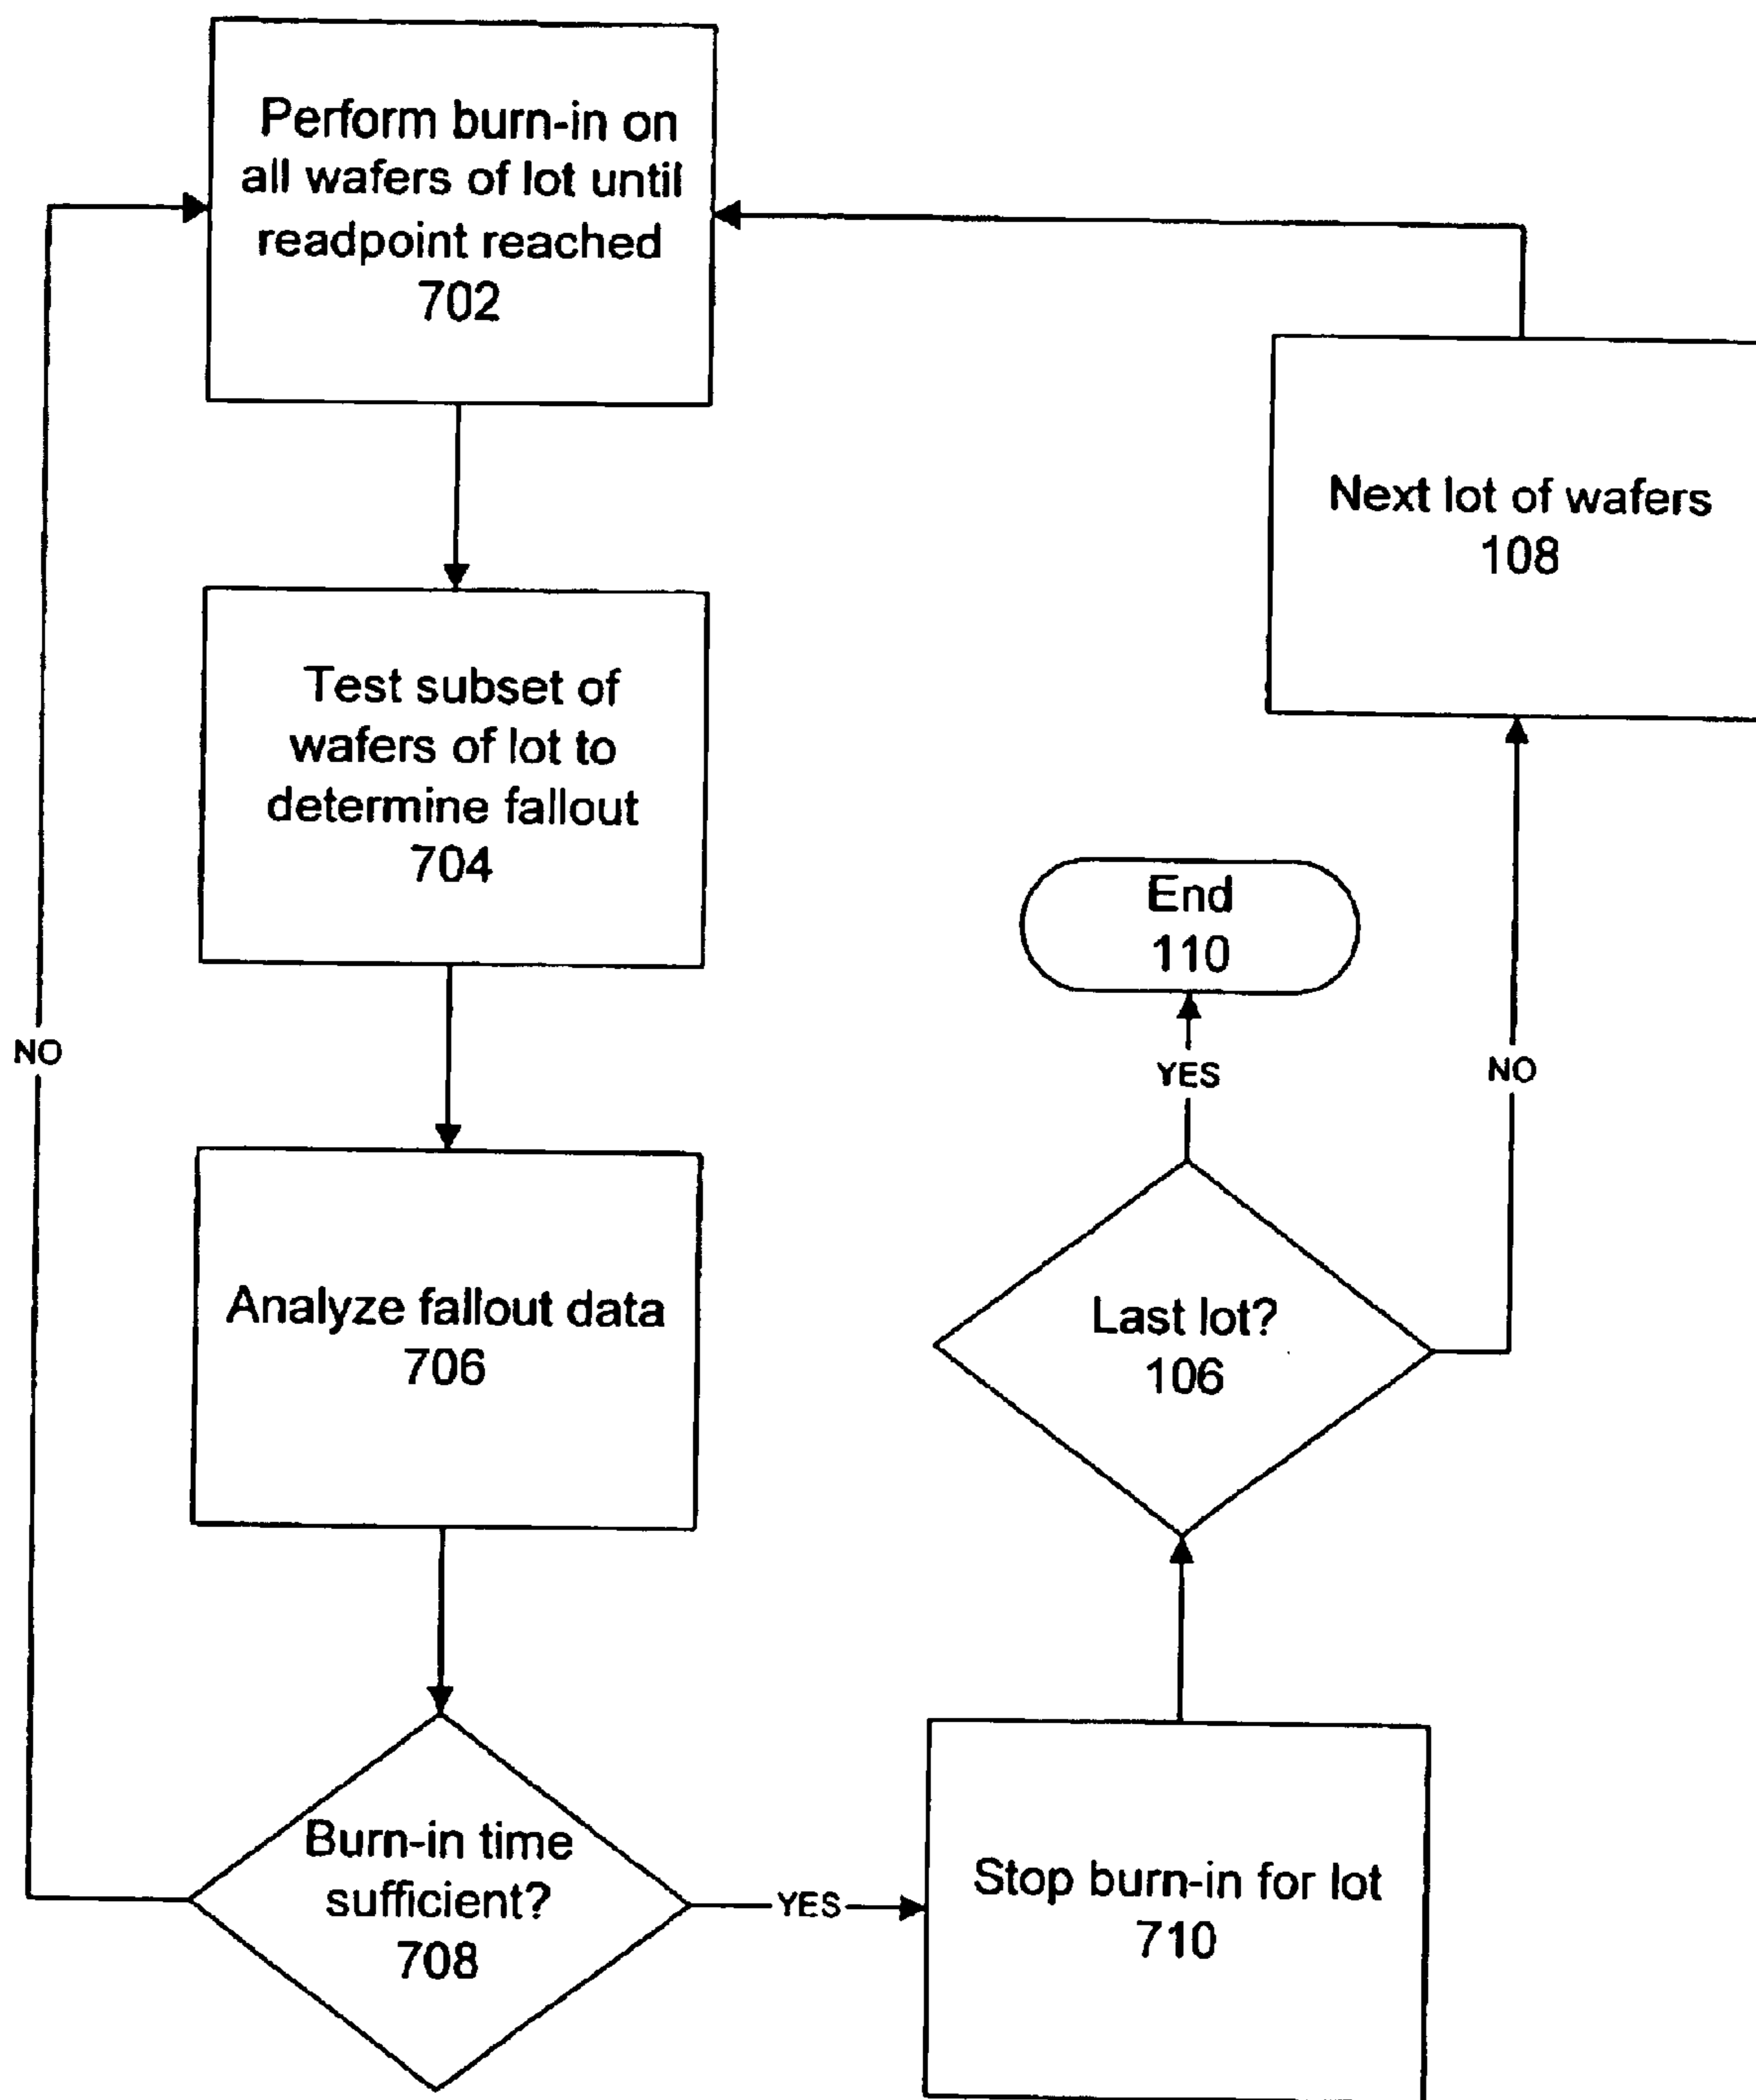 Perform burn-in on
all wafers of lot until
readpoint reached
702
Test subset of
wafers of lot to
determine fallout
704
Analyze fallout data
706
Burn-in time
sufficient?
708
NO
YES
Stop burn-in for lot
710
Last lot?
106
YES
End
110
NO
Next lot of wafers
108